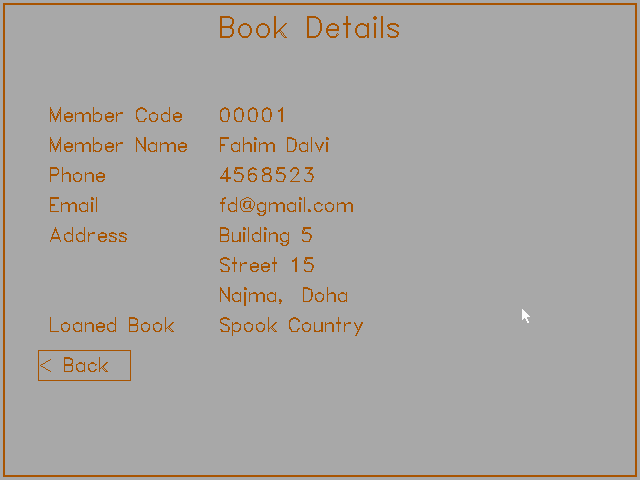 Book Details
Member Code 00001
Member Name Fahim Dalvi
Phone 4568523
Email fd@gmail.com
Address Building 5
Street 15
Najma, Doha
Loaned Book Spook Country
< Back